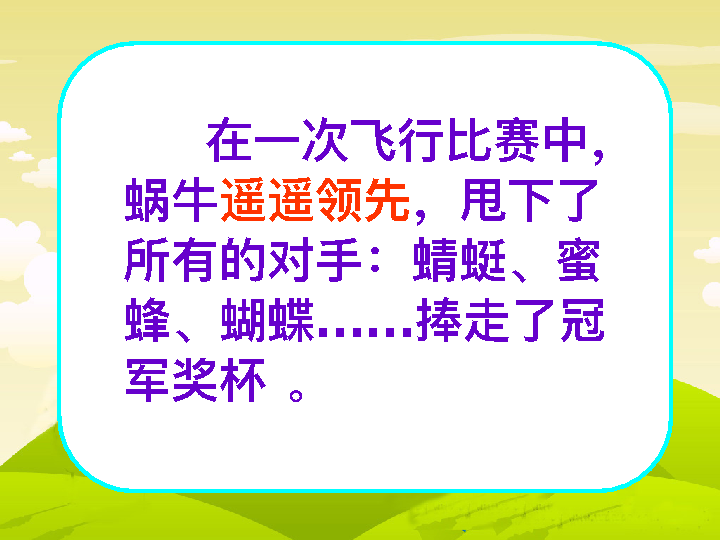 在一次飞行比赛中，
蜗牛遥遥领先，甩下了
所有的对手：蜻蜓、蜜
蜂、蝴蝶……捧走了冠
军奖杯 。